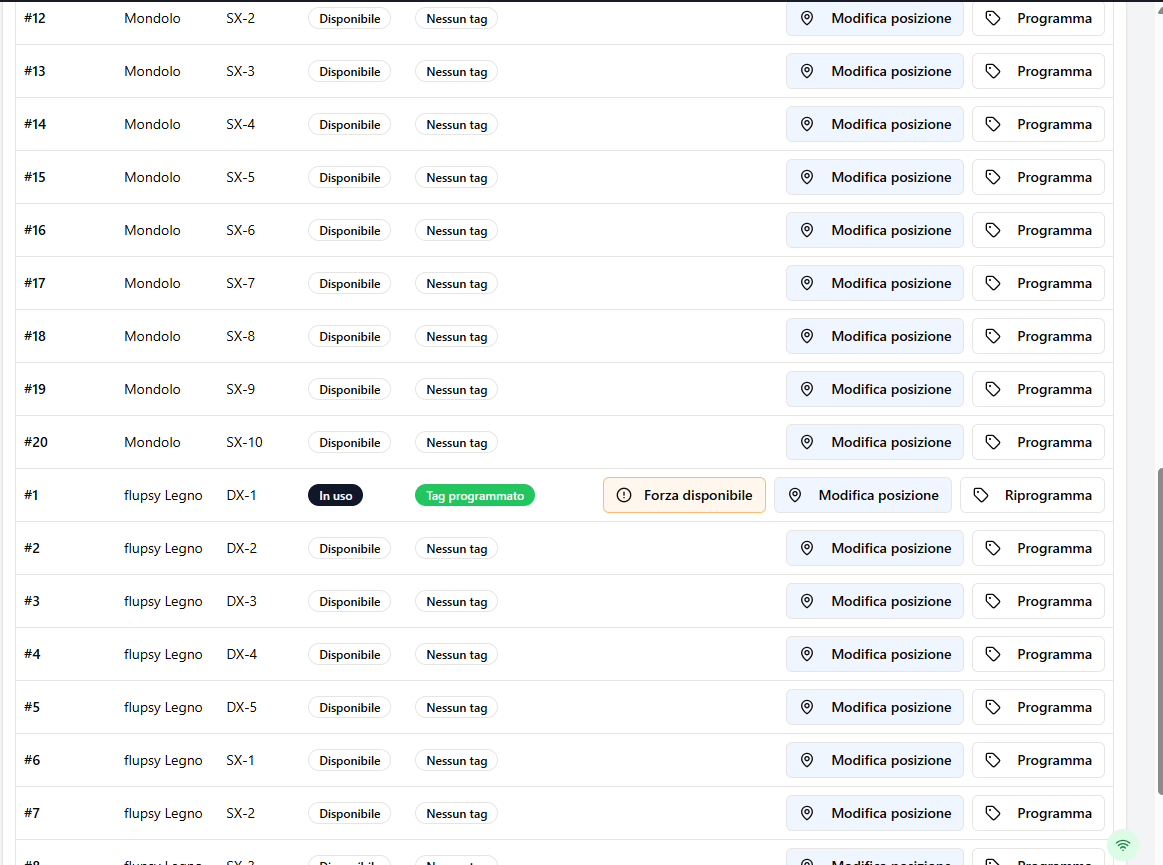 #12 Mondolo SX-2 Disponibile Nessun tag Modifica posizione Programma
#13 Mondolo SX-3 Disponibile Nessun tag Modifica posizione Programma
#14 Mondolo SX-4 Disponibile Nessun tag Modifica posizione Programma
#15 Mondolo SX-5 Disponibile Nessun tag Modifica posizione Programma
#16 Mondolo SX-6 Disponibile Nessun tag Modifica posizione Programma
#17 Mondolo SX-7 Disponibile Nessun tag Modifica posizione Programma
#18 Mondolo SX-8 Disponibile Nessun tag Modifica posizione Programma
#19 Mondolo SX-9 Disponibile Nessun tag Modifica posizione Programma
#20 Mondolo SX-10 Disponibile Nessun tag Modifica posizione Programma
#1 flupsy Legno DX-1 In uso Tag programmato Forza disponibile Modifica posizione Riprogramma
#2 flupsy Legno DX-2 Disponibile Nessun tag Modifica posizione Programma
#3 flupsy Legno DX-3 Disponibile Nessun tag Modifica posizione Programma
#4 flupsy Legno DX-4 Disponibile Nessun tag Modifica posizione Programma
#5 flupsy Legno DX-5 Disponibile Nessun tag Modifica posizione Programma
#6 flupsy Legno SX-1 Disponibile Nessun tag Modifica posizione Programma
#7 flupsy Legno SX-2 Disponibile Nessun tag Modifica posizione Programma
#8 flupsy Legno SX-3 Disponibile Nessun tag Modifica posizione Programma